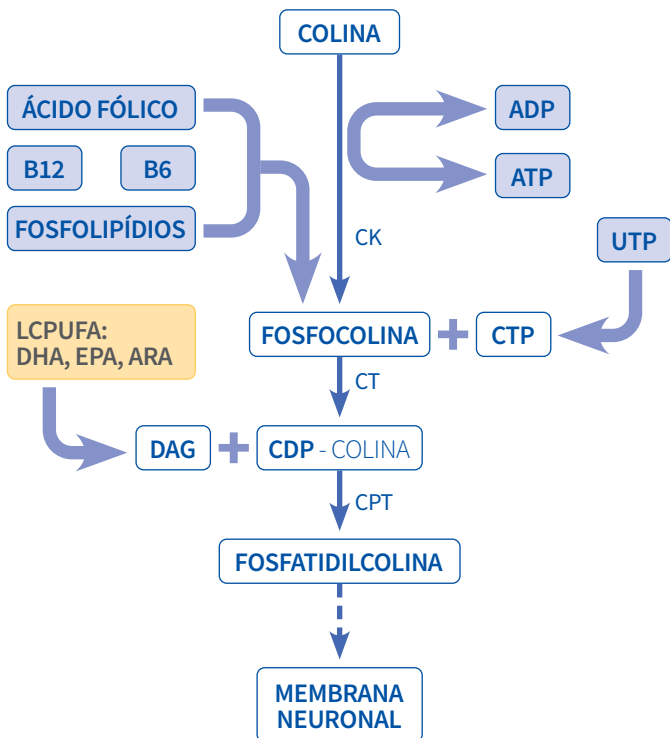 COLINA
ÁCIDO FÓLICO
B12
B6
FOSFOLIPÍDIOS
ADP
ATP
CK
UTP
LCPUFA:
DHA, EPA, ARA
FOSFOCOLINA + CTP
CT
DAG + CDP - COLINA
CPT
FOSFATIDILCOLINA
MEMBRANA
NEURONAL